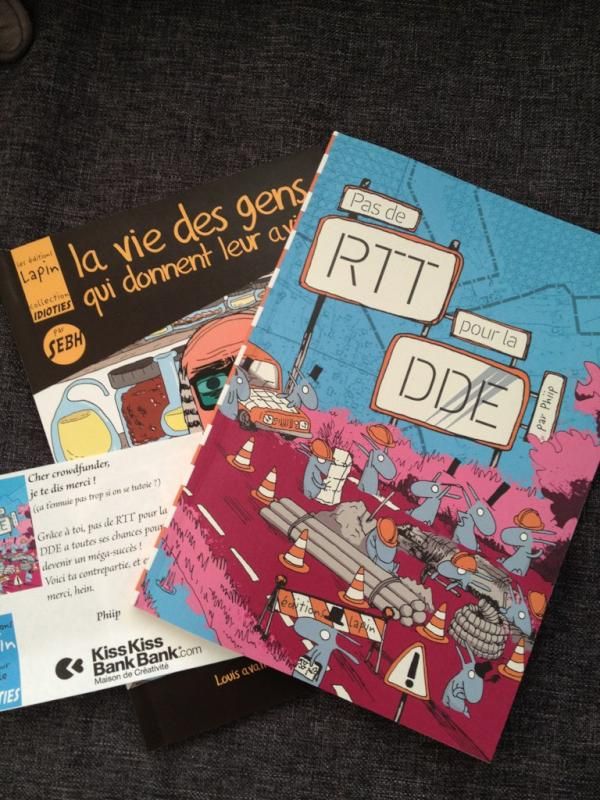 la vie des gens
qui donnent leur
les éditions
Lapin
collection
IDIOTIES
par
SEBH
Pas de
RTT
pour la
DDE
par Phiip
éditions lapin
Cher crowdfunder,
je te dis merci !
(ça t'ennuie pas trop si on se tutoie ?)
Grâce à toi, pas de RTT pour la
DDE a toutes ses chances pour
devenir un méga-succès !
Voici ta contrepartie, et
merci, hein.
Phiip
KissKiss
BankBank.com
Maison de Créativité
IDIOTIES
Louis